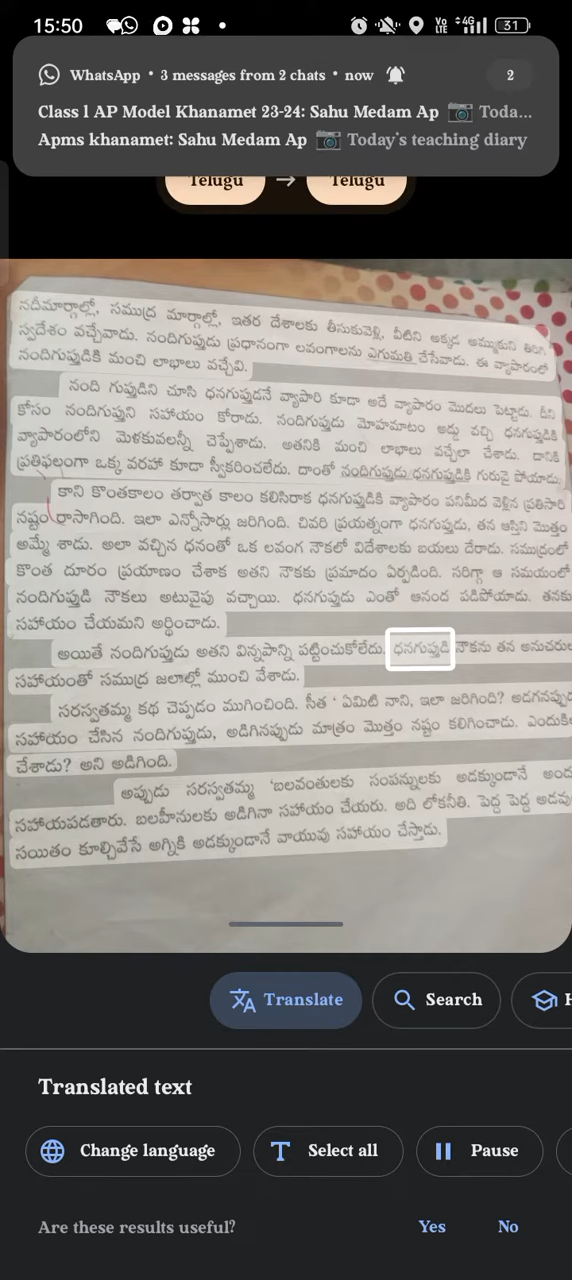 15:50
Vo LTE 4G 31
WhatsApp • 3 messages from 2 chats • now
2
Class 1 AP Model Khanamet 23-24: Sahu Medam Ap 📷 Toda...
Apms khanamet: Sahu Medam Ap 📷 Today's teaching diary
Telugu → Telugu
నదీమార్గాల్లో, సముద్ర మార్గాల్లో, ఇతర దేశాలకు తీసుకువెళ్లి, వీటిని అక్కడ అమ్ముకుని తిరిగి
స్వదేశం వచ్చేవాడు. నందిగుప్తుడు ప్రధానంగా లవంగాలను ఎగుమతి చేసేవాడు. ఈ వ్యాపారంలో
నందిగుప్తుడికి మంచి లాభాలు వచ్చేవి.
నంది గుప్తుడిని చూసి ధనగుప్తుడనే వ్యాపారి కూడా అదే వ్యాపారం మొదలు పెట్టాడు. దీని
కోసం నందిగుప్తుని సహాయం కోరాడు. నందిగుప్తుడు మోహమాటం అడ్డు వచ్చి ధనగుప్తుడికి
వ్యాపారంలోని మెళకువలన్నీ చెప్పేశాడు. అతనికి మంచి లాభాలు వచ్చేలా చేశాడు. దానికి
ప్రతిఫలంగా ఒక్క వరహా కూడా స్వీకరించలేదు. దాంతో నందిగుప్తుడు ధనగుప్తుడికి గురువై పోయాడు.
కాని కొంతకాలం తర్వాత కాలం కలిసిరాక ధనగుప్తుడికి వ్యాపారం పనిమీద వెళ్లిన ప్రతిసారి
నష్టం రాసాగింది. ఇలా ఎన్నోసార్లు జరిగింది. చివరి ప్రయత్నంగా ధనగుప్తుడు, తన ఆస్తిని మొత్తం
అమ్మే శాడు. అలా వచ్చిన ధనంతో ఒక లవంగ నౌకలో విదేశాలకు బయలు దేరాడు. సముద్రంలో
కొంత దూరం ప్రయాణం చేశాక అతని నౌకకు ప్రమాదం ఏర్పడింది. సరిగ్గా ఆ సమయంలో
నందిగుప్తుడి నౌకలు అటువైపు వచ్చాయి. ధనగుప్తుడు ఎంతో ఆనంద పడిపోయాడు. తనకు
సహాయం చేయమని అర్థించాడు.
అయితే నందిగుప్తుడు అతని విన్నపాన్ని పట్టించుకోలేదు. ధనగుప్తుడి నౌకను తన అనుచరుల
సహాయంతో సముద్ర జలాల్లో ముంచి వేశాడు.
సరస్వతమ్మ కథ చెప్పడం ముగించింది. సీత ' ఏమిటి నాని, ఇలా జరిగింది? అడగనప్పుడు
సహాయం చేసిన నందిగుప్తుడు, అడిగినప్పుడు మాత్రం మొత్తం నష్టం కలిగించాడు. ఎందుకిల
చేశాడు? అని అడిగింది.
అప్పుడు సరస్వతమ్మ 'బలవంతులకు సంపన్నులకు అడక్కుండానే అంద
సహాయపడతారు. బలహీనులకు అడిగినా సహాయం చేయరు. అది లోకనీతి. పెద్ద పెద్ద అడవు
సయితం కూల్చివేసే అగ్నికి అడక్కుండానే వాయువు సహాయం చేస్తాడు.
Translate
Search
H
Translated text
Change language
Select all
Pause
Are these results useful?
Yes
No